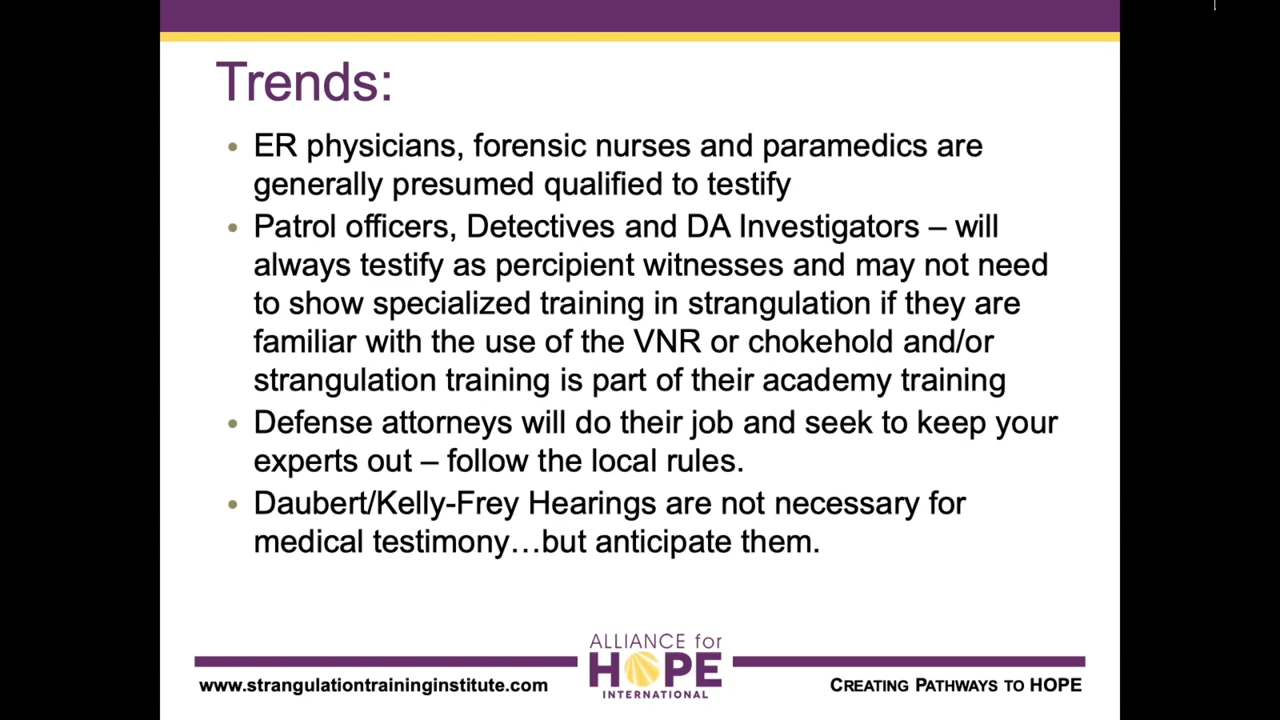 Trends:
• ER physicians, forensic nurses and paramedics are
generally presumed qualified to testify
• Patrol officers, Detectives and DA Investigators – will
always testify as percipient witnesses and may not need
to show specialized training in strangulation if they are
familiar with the use of the VNR or chokehold and/or
strangulation training is part of their academy training
• Defense attorneys will do their job and seek to keep your
experts out – follow the local rules.
• Daubert/Kelly-Frey Hearings are not necessary for
medical testimony…but anticipate them.
www.strangulationtraininginstitute.com
ALLIANCE for
HOPE
INTERNATIONAL
CREATING PATHWAYS TO HOPE